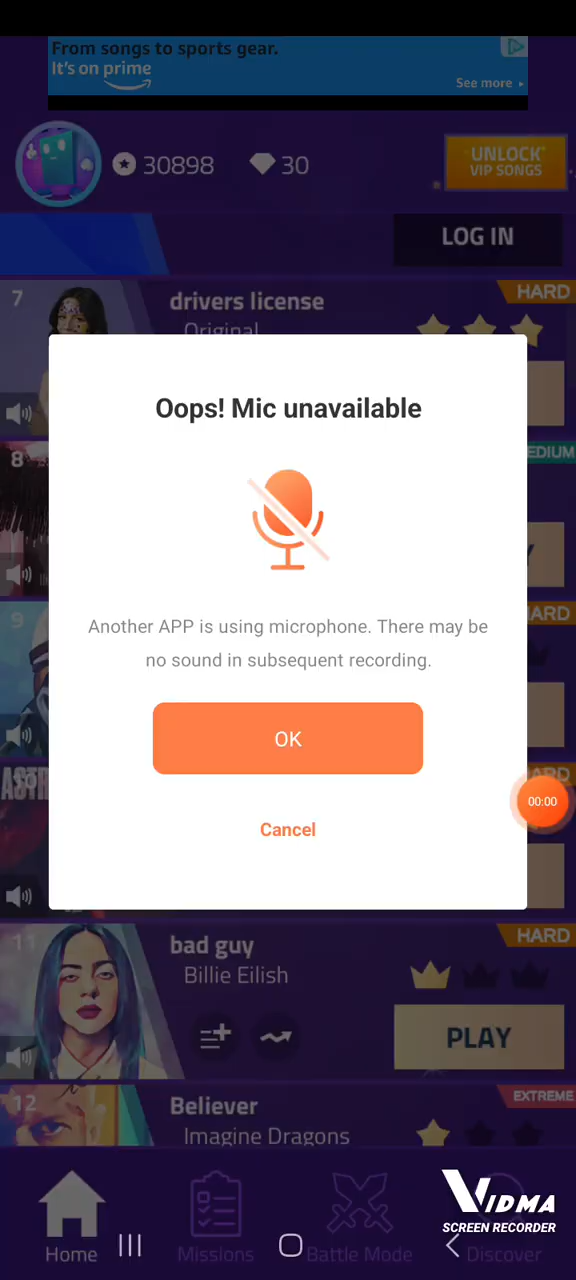 From songs to sports gear.
It's on prime
See more
30898
30
UNLOCK
VIP SONGS
LOG IN
7
drivers license
HARD
Original
Oops! Mic unavailable
8
EDIUM
Another APP is using microphone. There may be
no sound in subsequent recording.
9
ARD
OK
10
ARD
00:00
Cancel
11
bad guy
HARD
Billie Eilish
PLAY
12
Believer
EXTREME
Imagine Dragons
VIDMA
SCREEN RECORDER
Home
Missions
Battle Mode
Discover